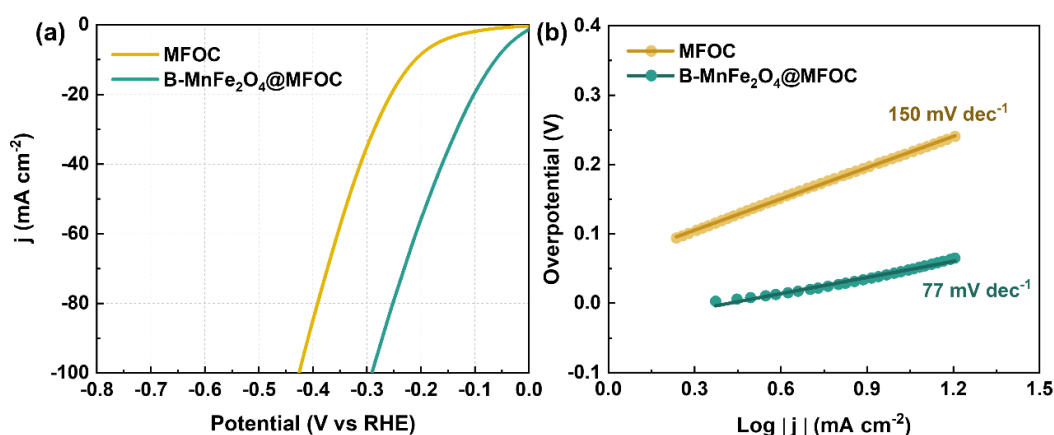 (a)
MFOC
B-MnFe₂O₄@MFOC
j (mA cm⁻²)
0
-20
-40
-60
-80
-100
-0.8 -0.7 -0.6 -0.5 -0.4 -0.3 -0.2 -0.1 0.0
Potential (V vs RHE)
(b)
MFOC
B-MnFe₂O₄@MFOC
150 mV dec⁻¹
77 mV dec⁻¹
Overpotential (V)
0.4
0.3
0.2
0.1
0.0
-0.1
0.0 0.3 0.6 0.9 1.2 1.5
Log | j | (mA cm⁻²)